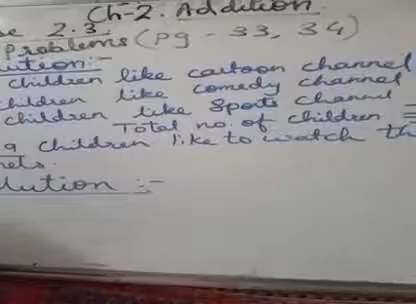 Ch-2. Addition
2.3
Problems (pg - 33, 34)
ution:-
children like cartoon channel
children like comedy channel
children like Sports channel
Total no. of children =
9 children like to watch th
nels.
lution :-